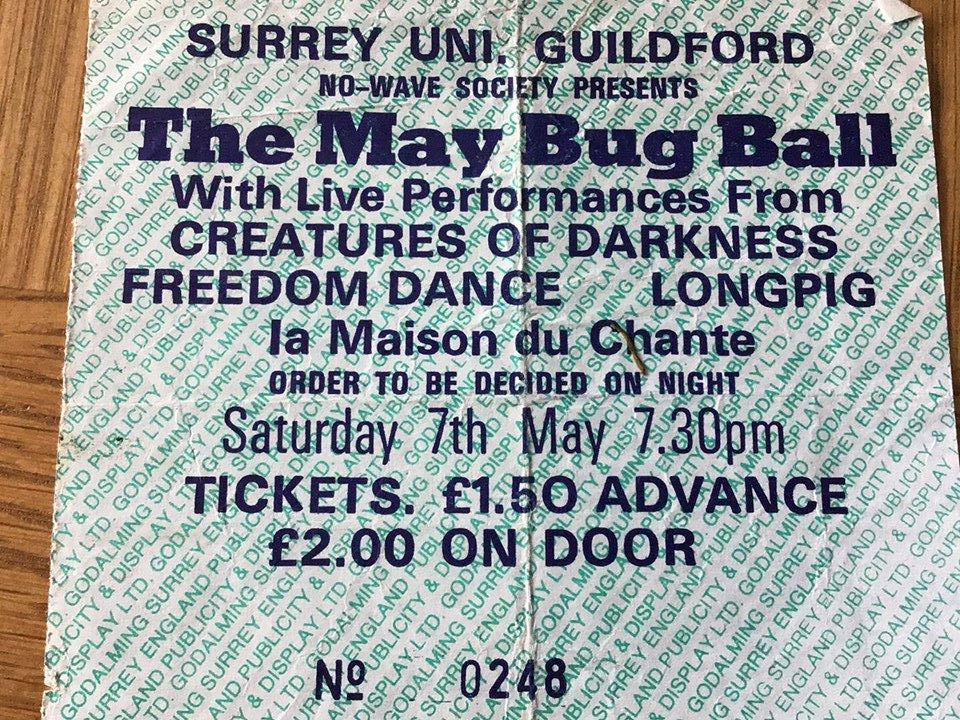 SURREY UNI. GUILDFORD
NO-WAVE SOCIETY PRESENTS
The May Bug Ball
With Live Performances From
CREATURES OF DARKNESS
FREEDOM DANCE LONGPIG
la Maison du Chante
ORDER TO BE DECIDED ON NIGHT
Saturday 7th May 7.30pm
TICKETS. £1.50 ADVANCE
£2.00 ON DOOR
Nº 0248